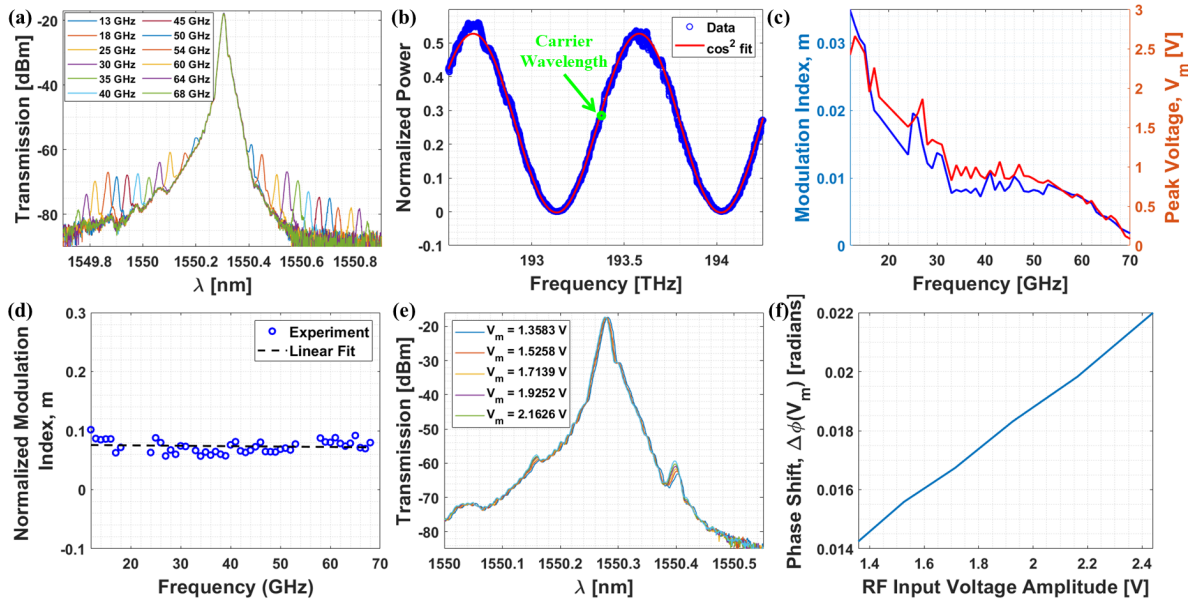 (a)
Transmission [dBm]
-20
-40
-60
-80
13 GHz
18 GHz
25 GHz
30 GHz
35 GHz
40 GHz
45 GHz
50 GHz
54 GHz
60 GHz
64 GHz
68 GHz
1549.8
1550
1550.2
1550.4
1550.6
1550.8
λ [nm]
(b)
Normalized Power
0.5
0.4
0.3
0.2
0.1
0
-0.1
Carrier
Wavelength
Data
cos² fit
193
193.5
194
Frequency [THz]
(c)
Modulation Index, m
0.03
0.02
0.01
0
3
2.5
2
1.5
1
0.5
0
Peak Voltage, Vₘ [V]
20
30
40
50
60
70
Frequency [GHz]
(d)
Normalized Modulation
Index, m
0.3
0.2
0.1
0
-0.1
Experiment
Linear Fit
20
30
40
50
60
70
Frequency (GHz)
(e)
Transmission [dBm]
-20
-30
-40
-50
-60
-70
-80
Vₘ = 1.3583 V
Vₘ = 1.5258 V
Vₘ = 1.7139 V
Vₘ = 1.9252 V
Vₘ = 2.1626 V
1550
1550.1
1550.2
1550.3
1550.4
1550.5
λ [nm]
(f)
Phase Shift, Δϕ(Vₘ) [radians]
0.022
0.02
0.018
0.016
0.014
1.4
1.6
1.8
2
2.2
2.4
RF Input Voltage Amplitude [V]